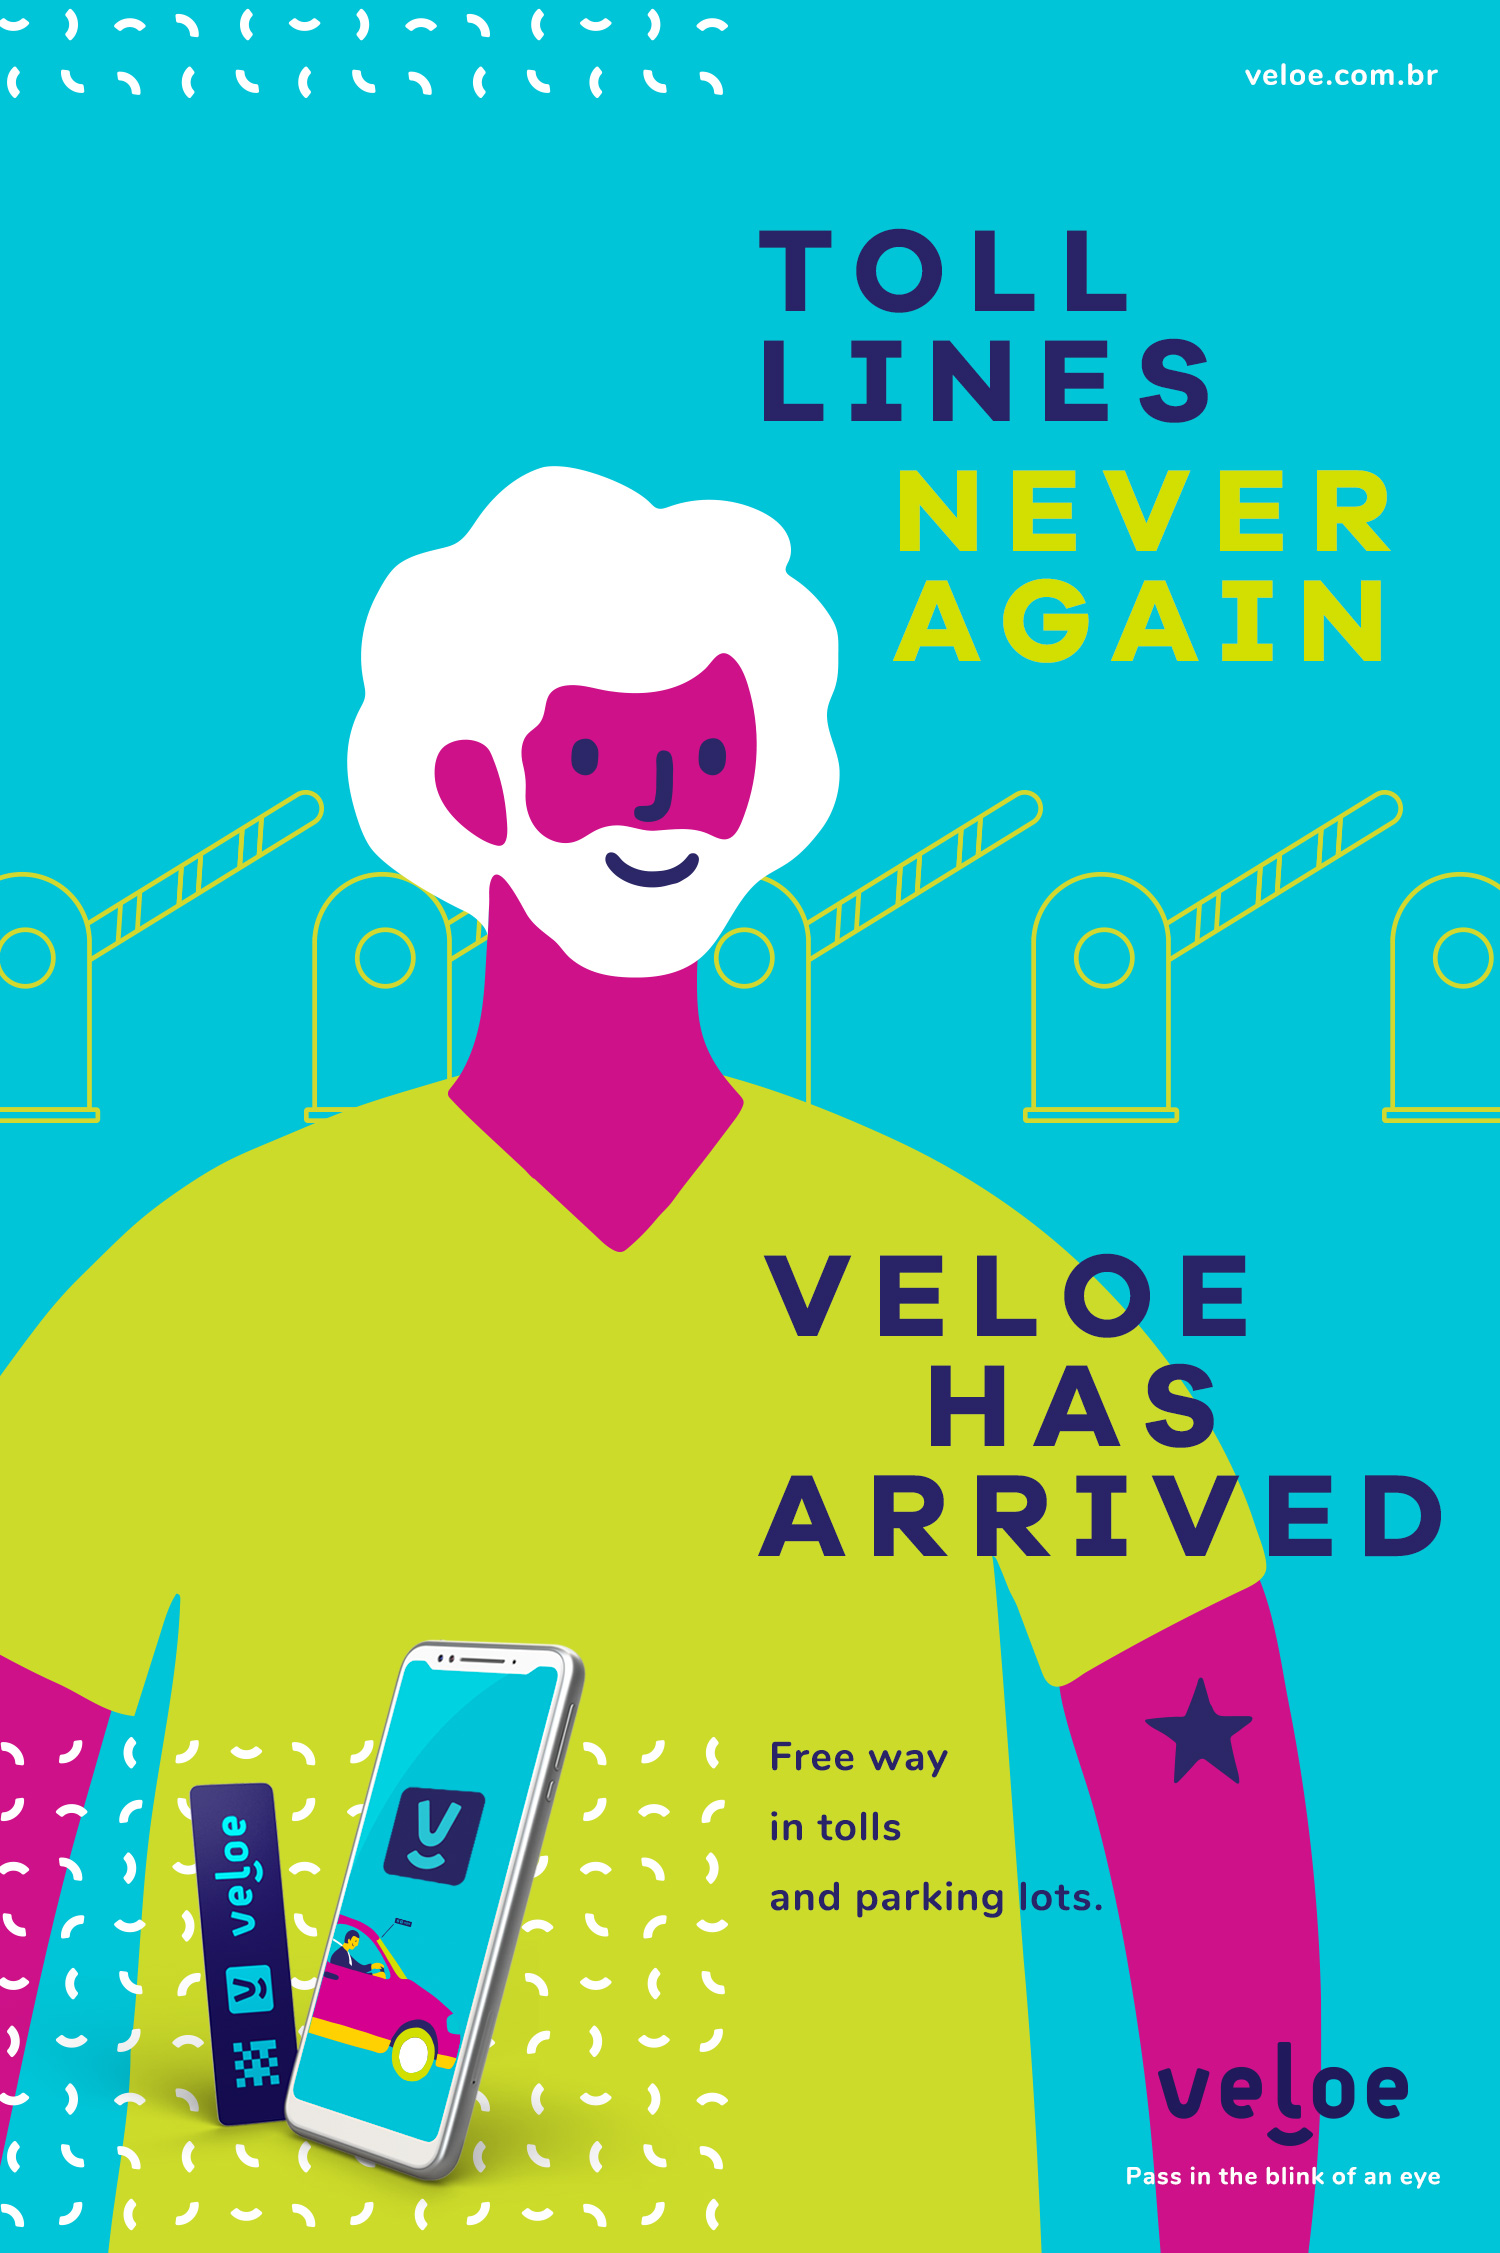 veloe.com.br
TOLL
LINES
NEVER
AGAIN
VELOE
HAS
ARRIVED
Free way
in tolls
and parking lots.
veloe
V
V
veloe
Pass in the blink of an eye